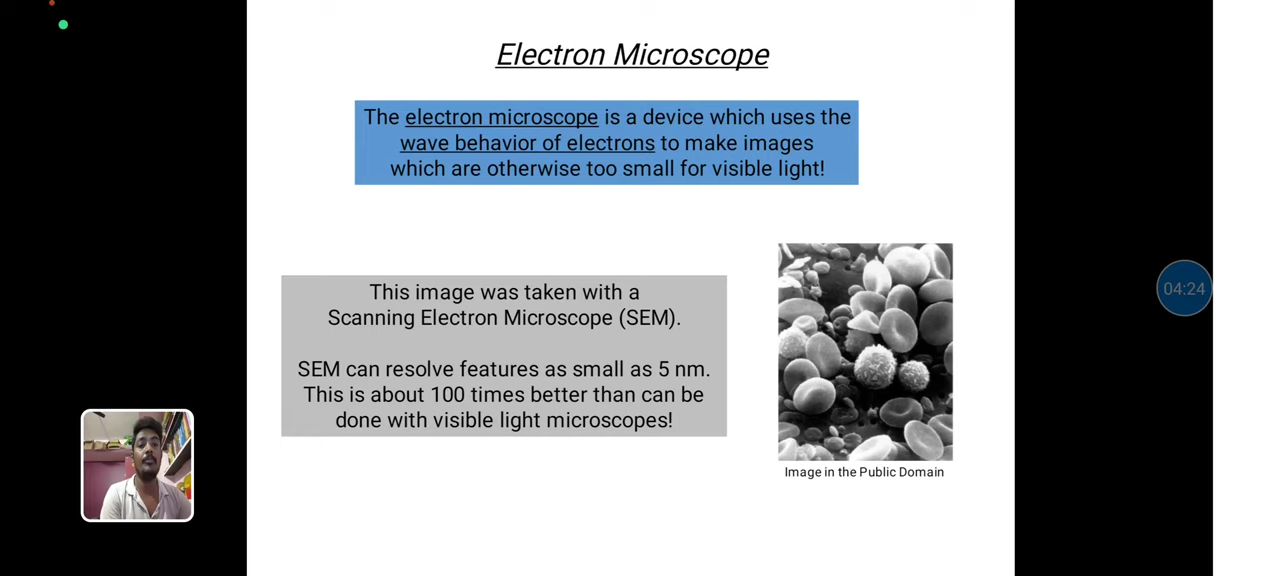 Electron Microscope
The electron microscope is a device which uses the
wave behavior of electrons to make images
which are otherwise too small for visible light!
This image was taken with a
Scanning Electron Microscope (SEM).
SEM can resolve features as small as 5 nm.
This is about 100 times better than can be
done with visible light microscopes!
Image in the Public Domain
04:24